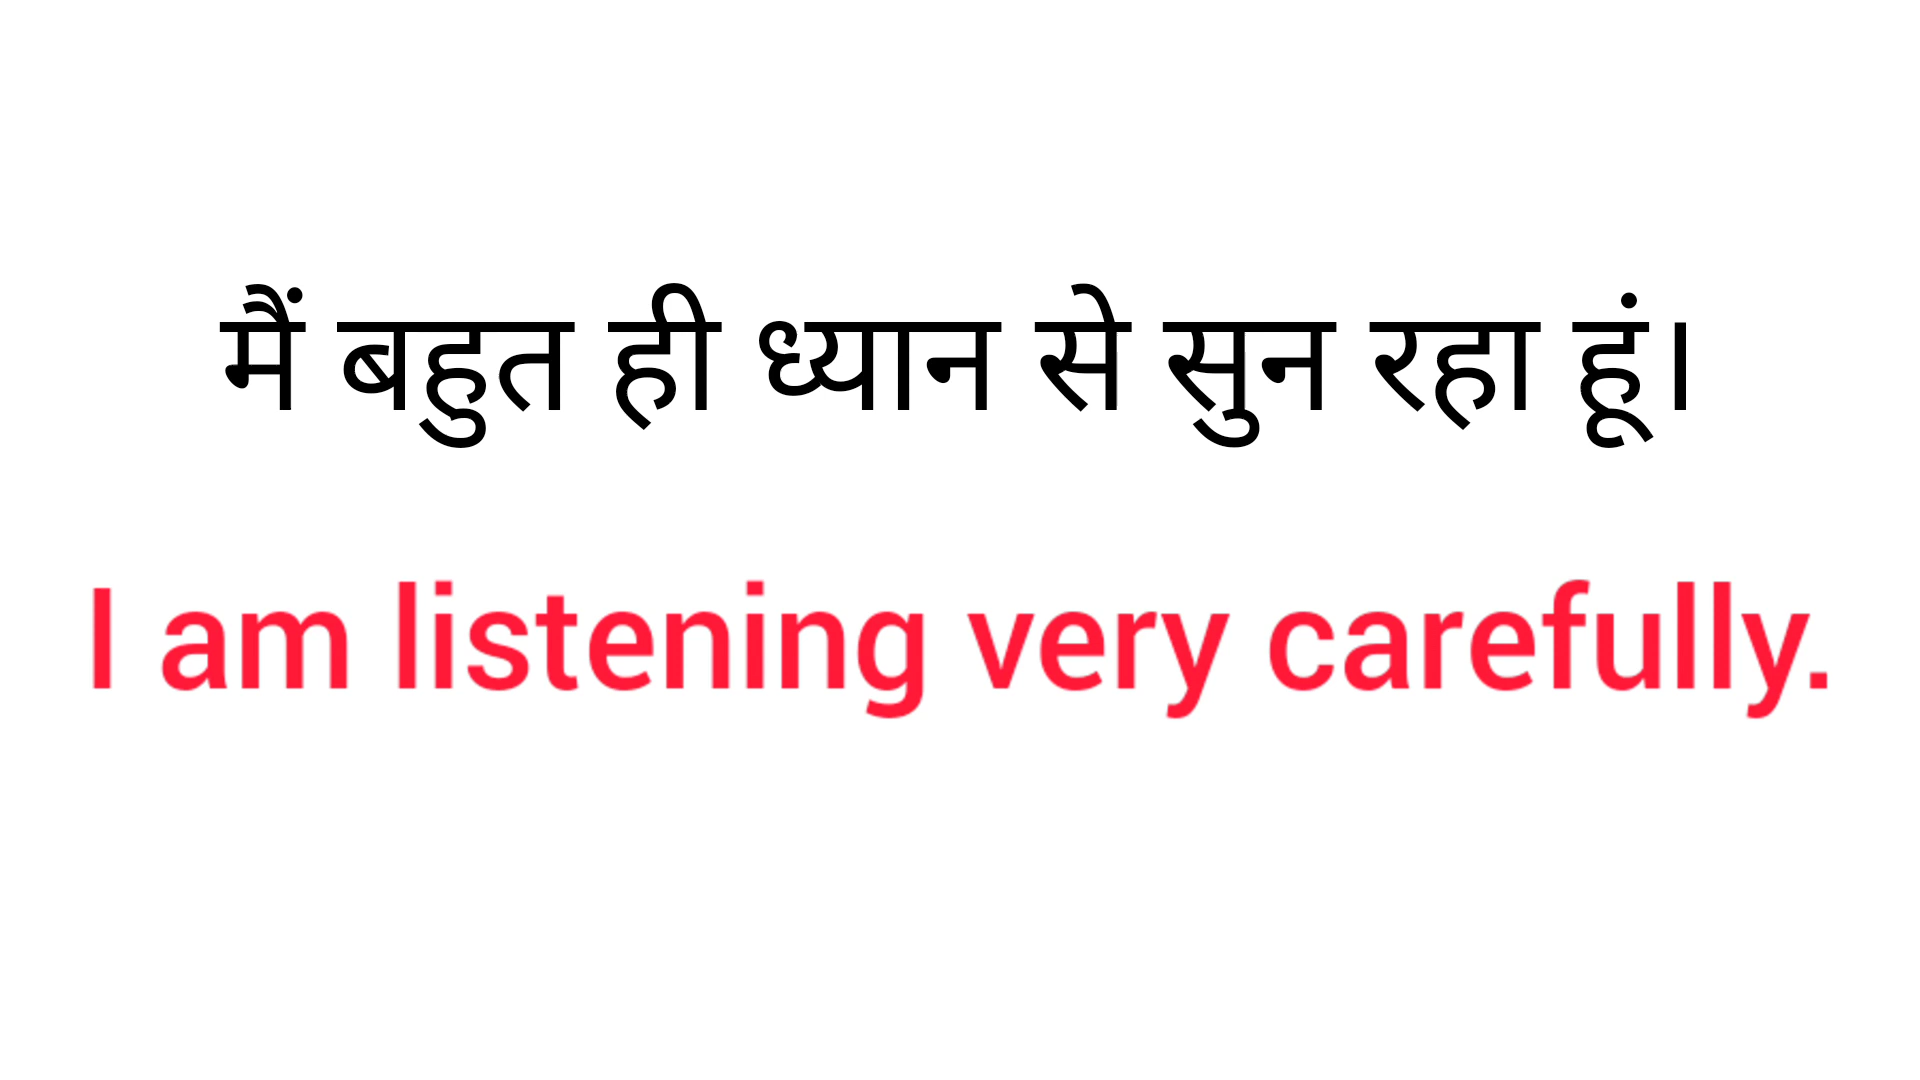 मैं बहुत ही ध्यान से सुन रहा हूं।
I am listening very carefully.